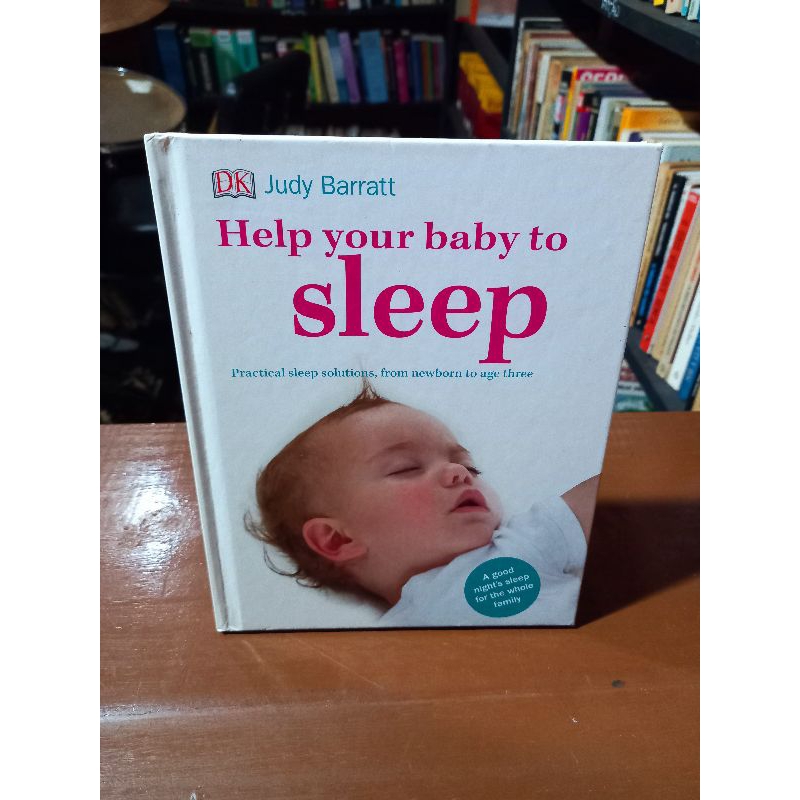 DK Judy Barratt
Help your baby to
sleep
Practical sleep solutions, from newborn to age three
A good
night's sleep
for the whole
family